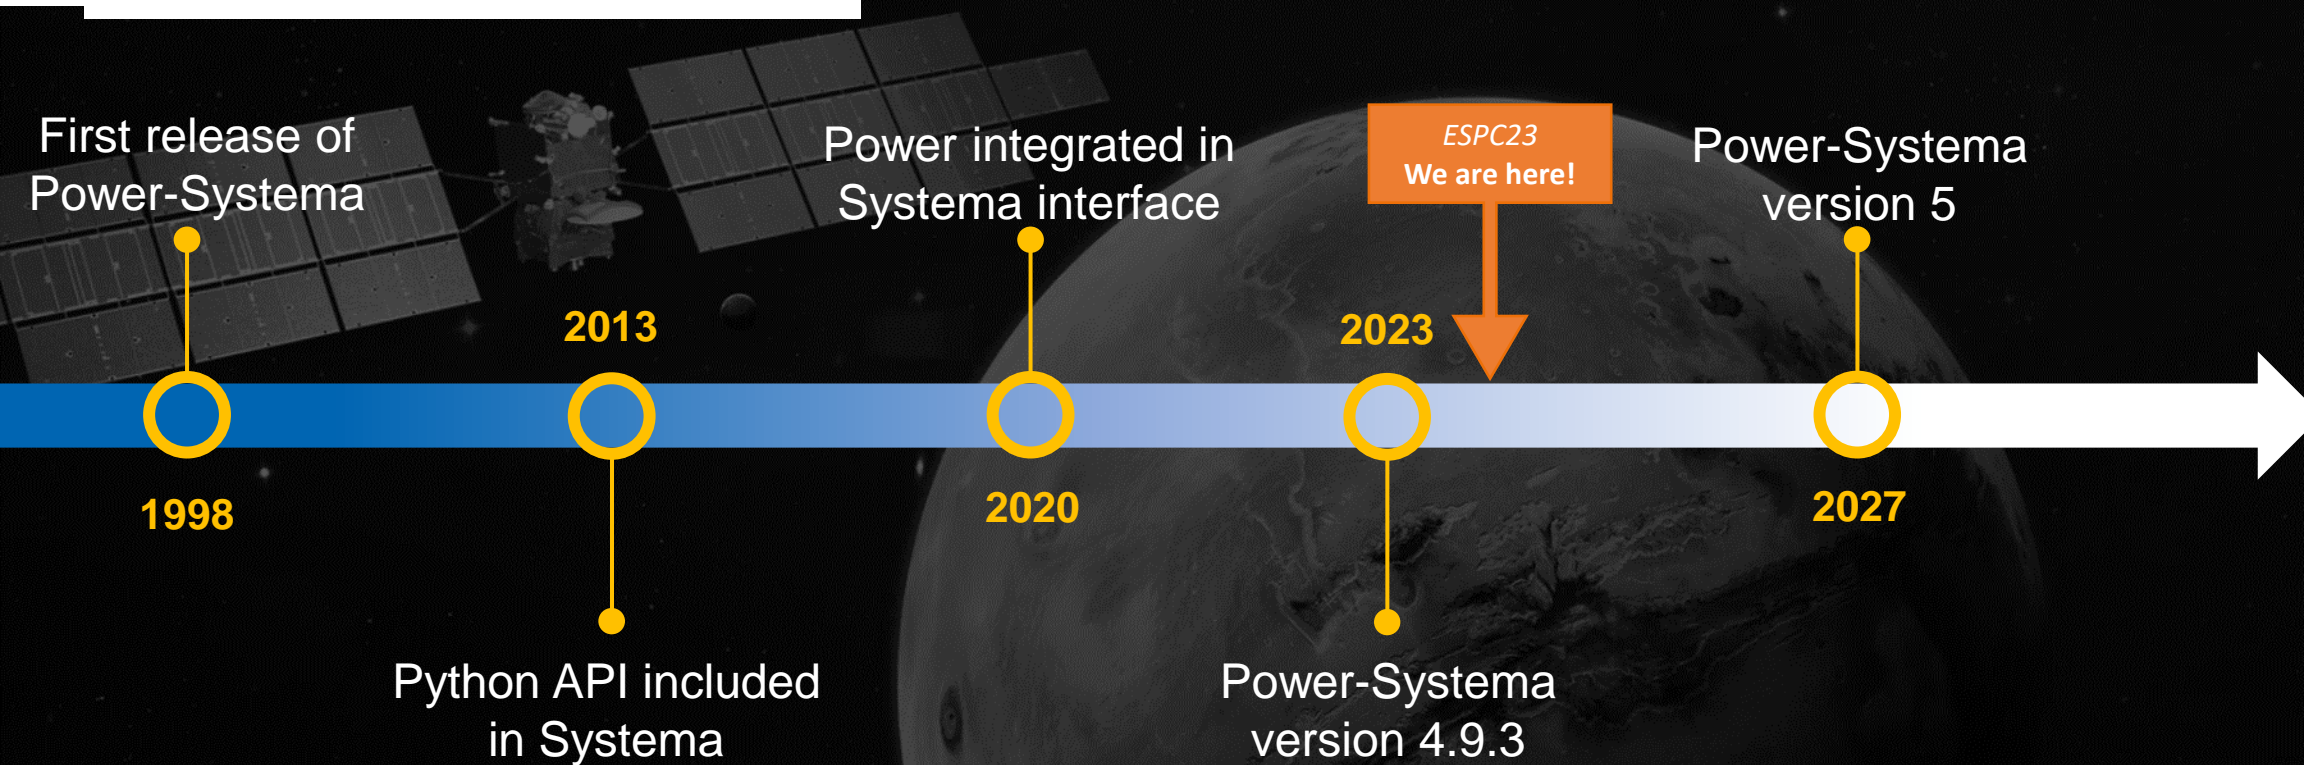 First release of
Power-Systema
1998
2013
Python API included
in Systema
Power integrated in
Systema interface
2020
2023
Power-Systema
version 4.9.3
ESPC23
We are here!
Power-Systema
version 5
2027